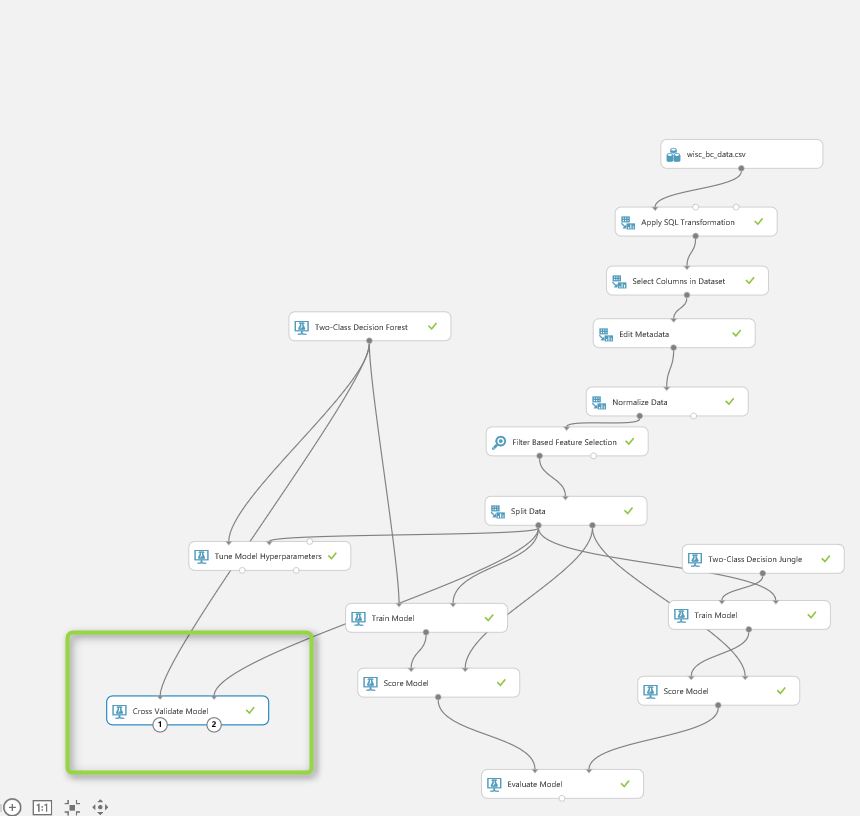 wisc_bc_data.csv
Apply SQL Transformation
Select Columns in Dataset
Two-Class Decision Forest
Edit Metadata
Normalize Data
Filter Based Feature Selection
Split Data
Tune Model Hyperparameters
Two-Class Decision Jungle
Train Model
Train Model
Score Model
Score Model
Cross Validate Model
1
2
Evaluate Model
1:1